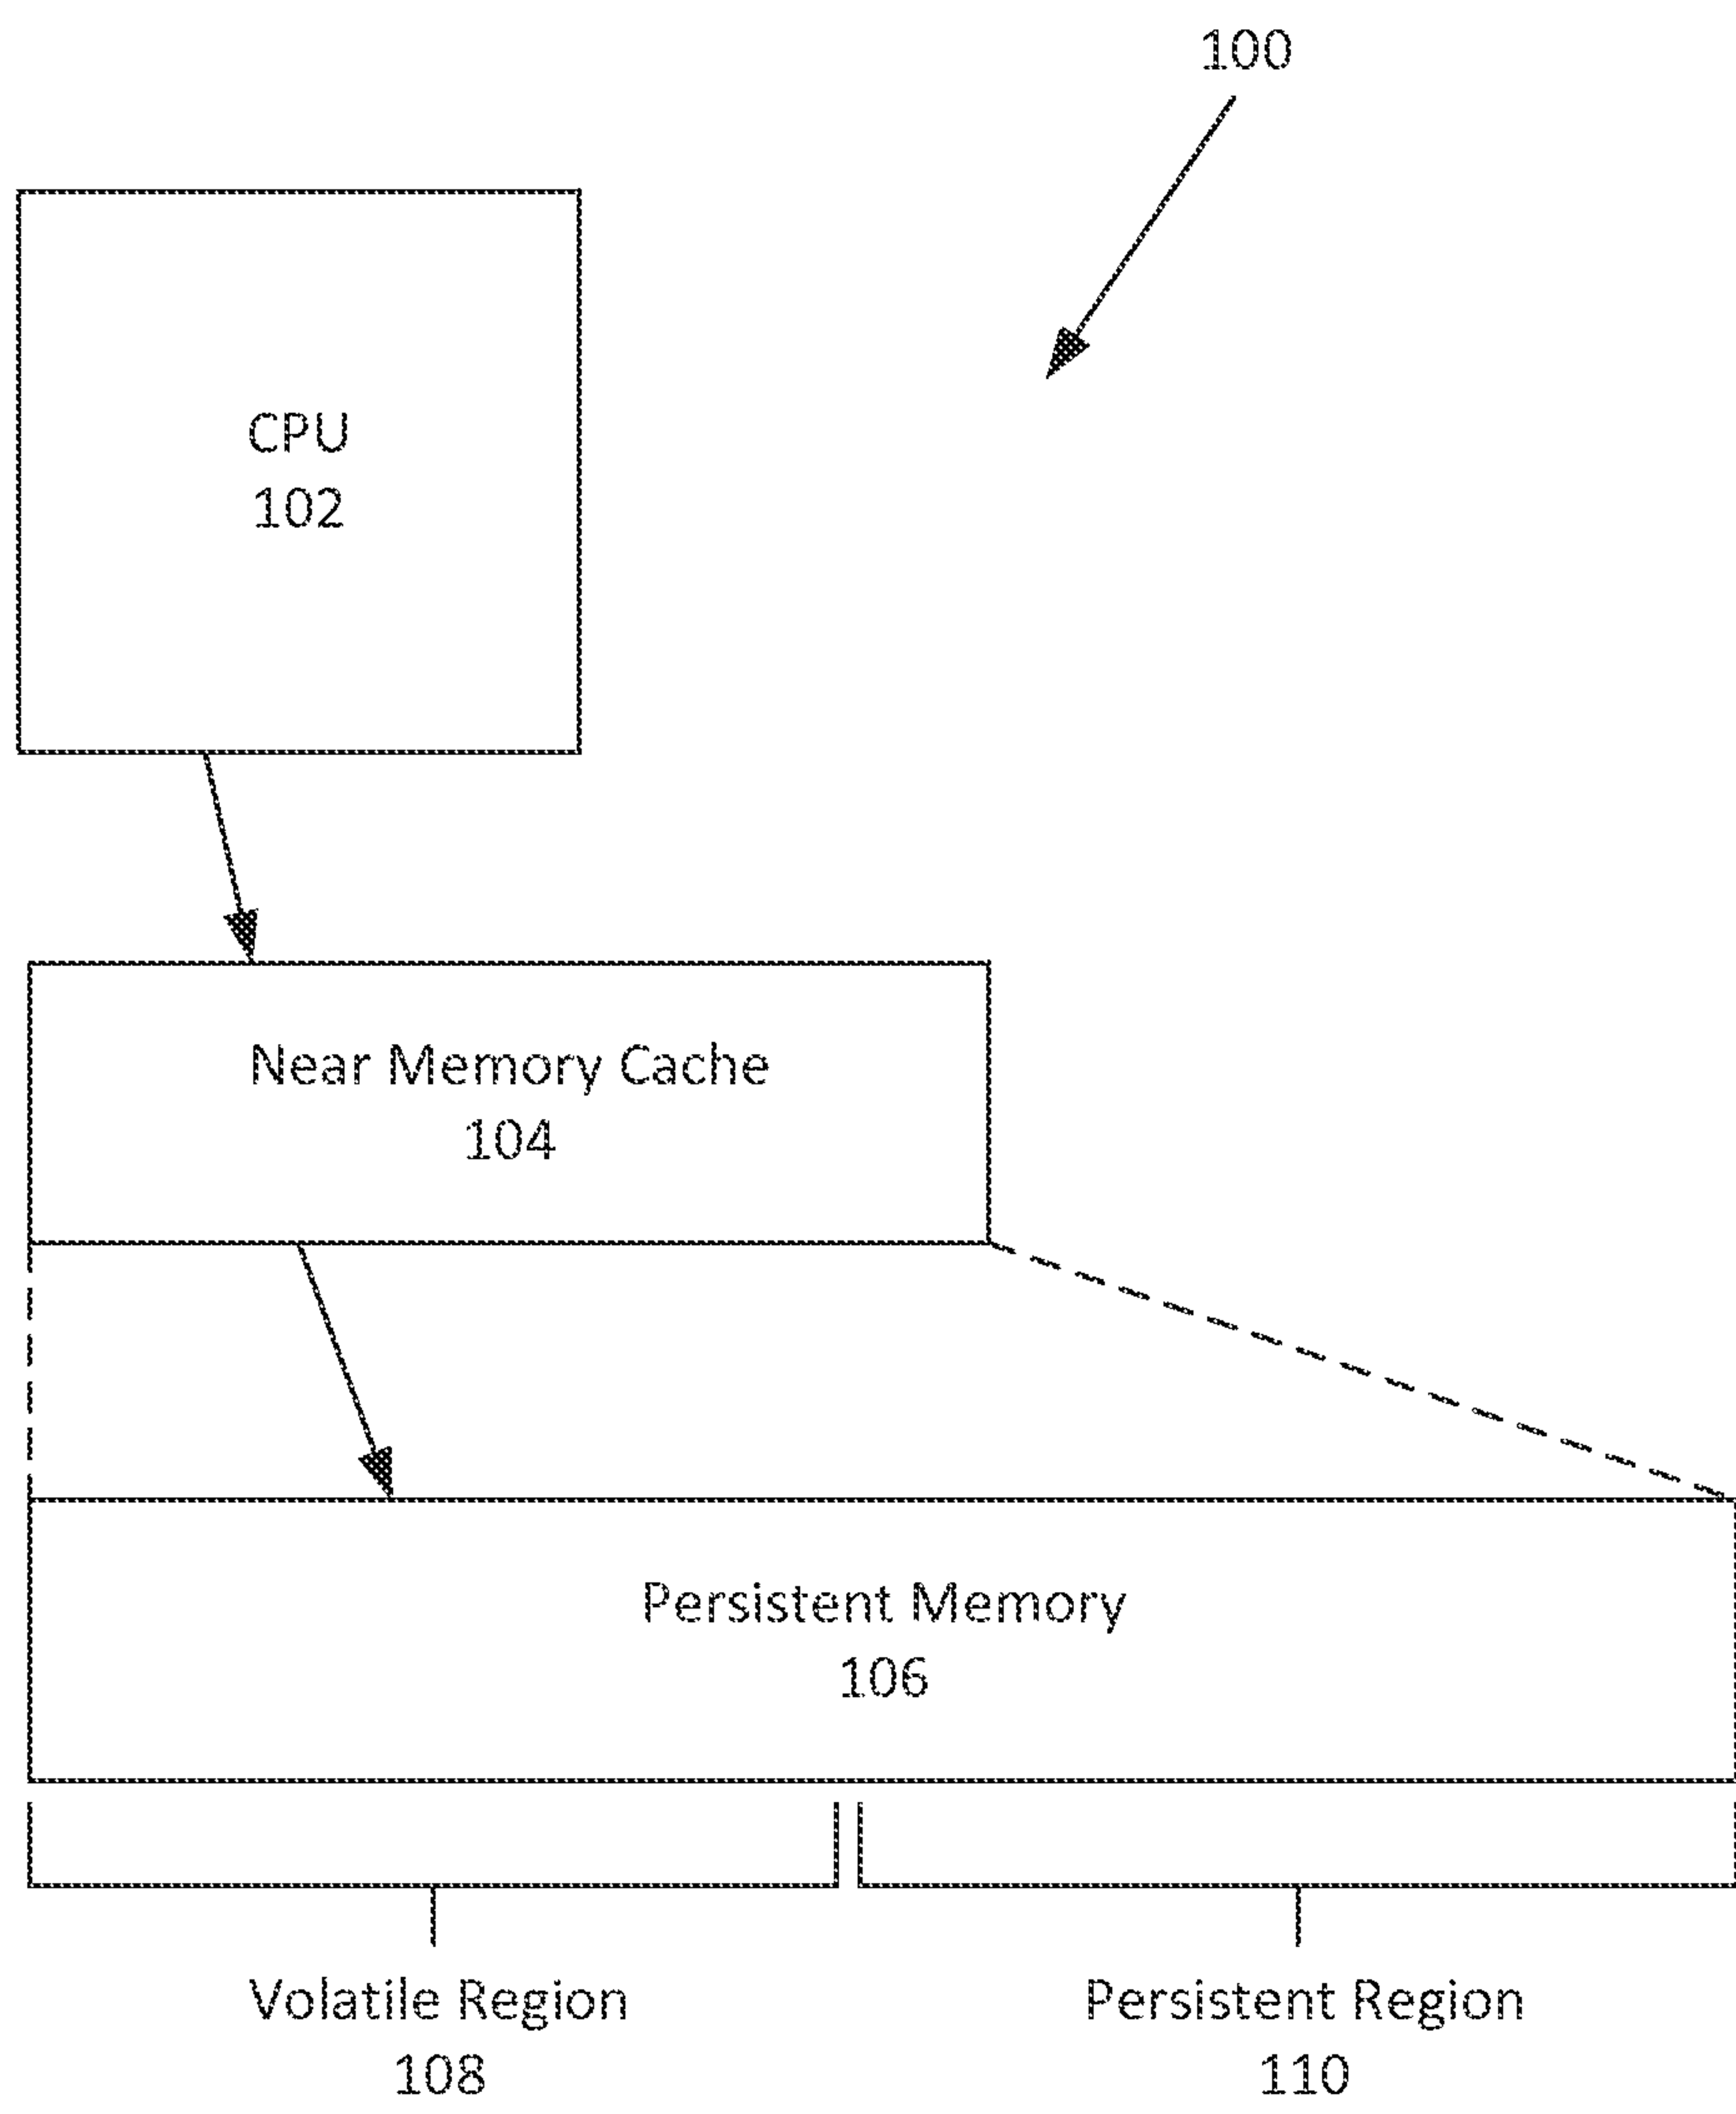 100
CPU
102
Near Memory Cache
104
Persistent Memory
106
Volatile Region
108
Persistent Region
110